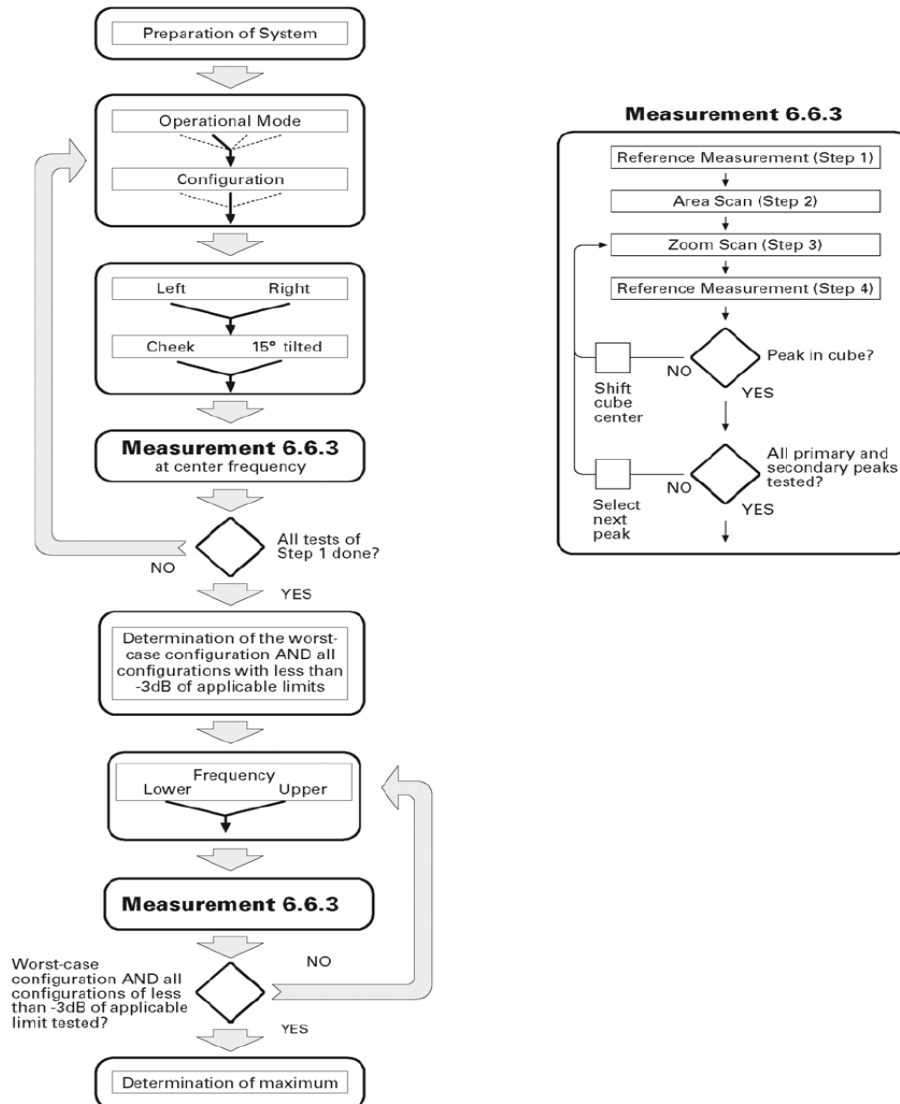 Preparation of System
Operational Mode
Configuration
Left Right
Cheek 15° tilted
Measurement 6.6.3
at center frequency
All tests of
Step 1 done?
NO
YES
Determination of the worst-
case configuration AND all
configurations with less than
-3dB of applicable limits
Frequency
Lower Upper
Measurement 6.6.3
Worst-case
configuration AND all
configurations of less
than -3dB of applicable
limit tested?
NO
YES
Determination of maximum
Measurement 6.6.3
Reference Measurement (Step 1)
Area Scan (Step 2)
Zoom Scan (Step 3)
Reference Measurement (Step 4)
Peak in cube?
NO
YES
Shift
cube
center
All primary and
secondary peaks
tested?
NO
YES
Select
next
peak